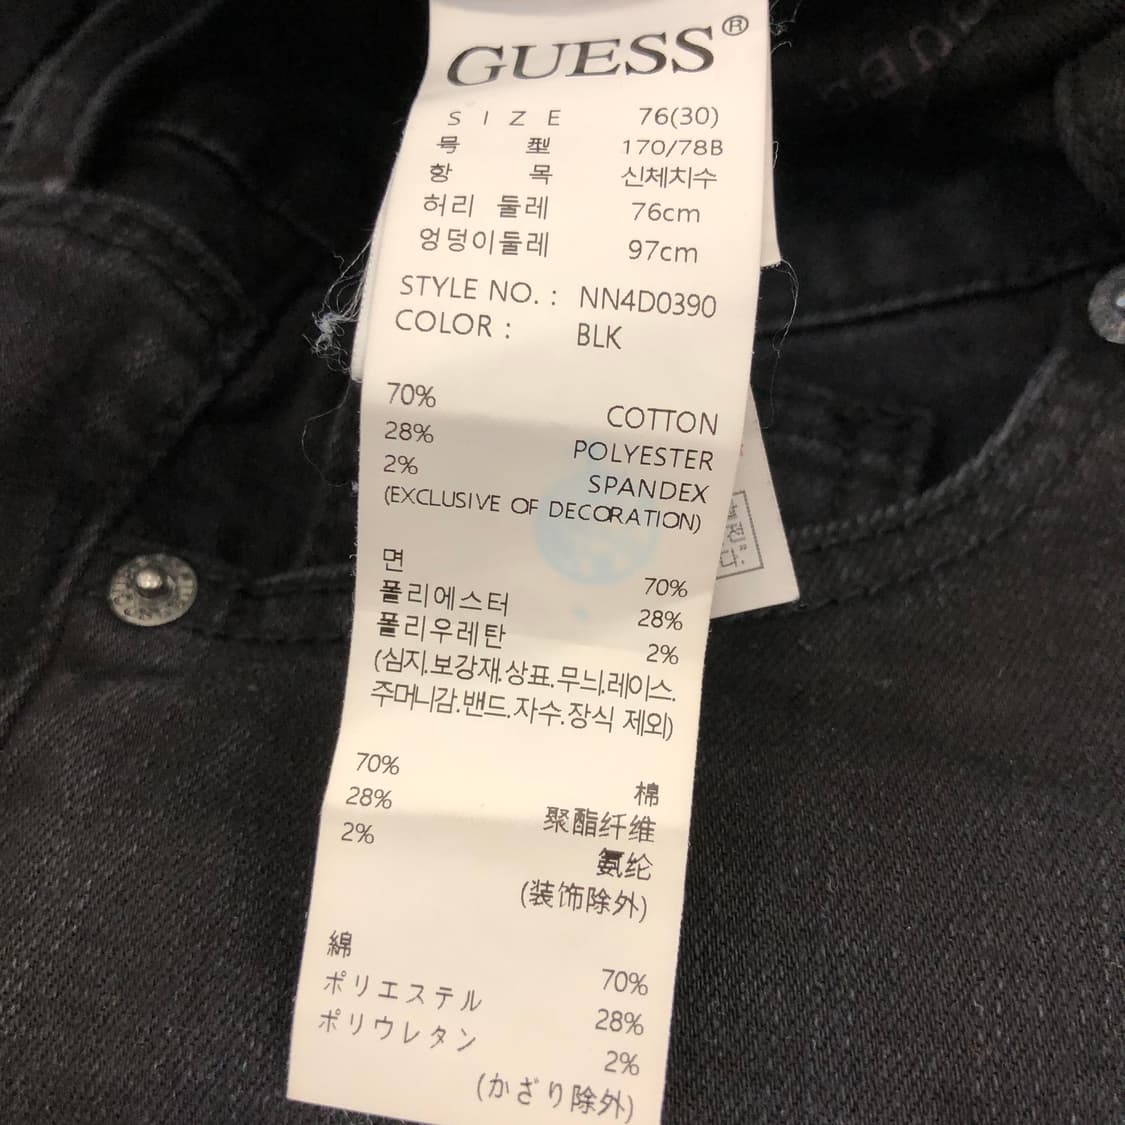 GUESS®
SIZE 76(30)
号 型 170/78B
항 목 신체치수
허리 둘레 76cm
엉덩이둘레 97cm
STYLE NO. : NN4D0390
COLOR : BLK
70% COTTON
28% POLYESTER
2% SPANDEX
(EXCLUSIVE OF DECORATION)
면 70%
폴리에스터 28%
폴리우레탄 2%
(심지.보강재.상표.무늬.레이스.
주머니감.밴드.자수.장식 제외)
70% 棉
28% 聚酯纤维
2% 氨纶
(装饰除外)
綿 70%
ポリエステル 28%
ポリウレタン 2%
(かざり除外)